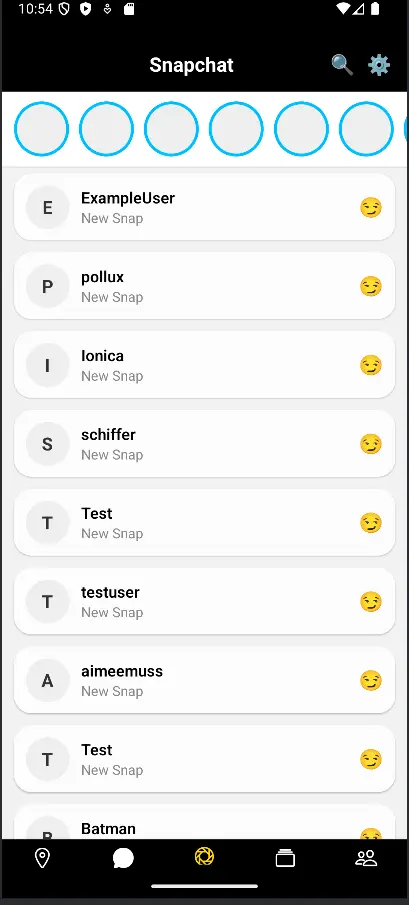 10:54
Snapchat
E
ExampleUser
New Snap
P
pollux
New Snap
I
Ionica
New Snap
S
schiffer
New Snap
T
Test
New Snap
T
testuser
New Snap
A
aimeemuss
New Snap
T
Test
New Snap
B
Batman